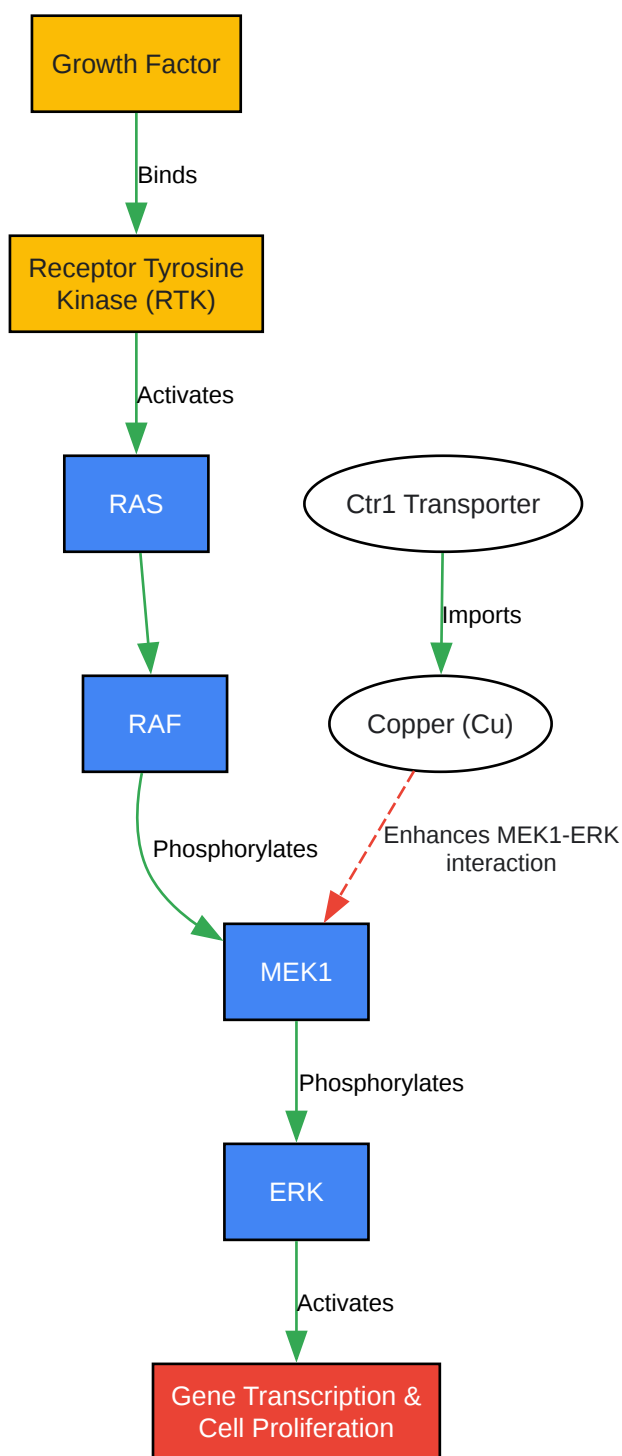 Growth Factor
Binds
Receptor Tyrosine
Kinase (RTK)
Activates
RAS
Ctr1 Transporter
Imports
RAF
Copper (Cu)
Phosphorylates
Enhances MEK1-ERK
interaction
MEK1
Phosphorylates
ERK
Activates
Gene Transcription &
Cell Proliferation